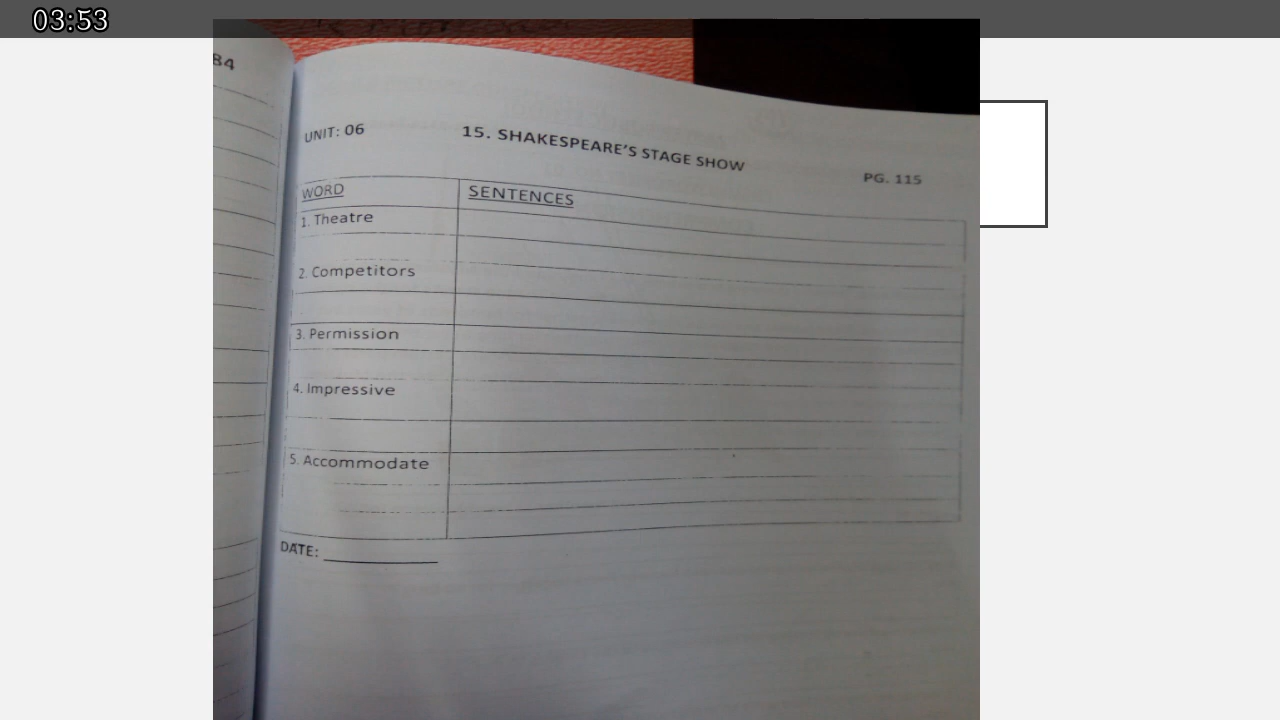 03:53
84
UNIT: 06
15. SHAKESPEARE'S STAGE SHOW
PG. 115
WORD
SENTENCES
1. Theatre
2. Competitors
3. Permission
4. Impressive
5. Accommodate
DATE: